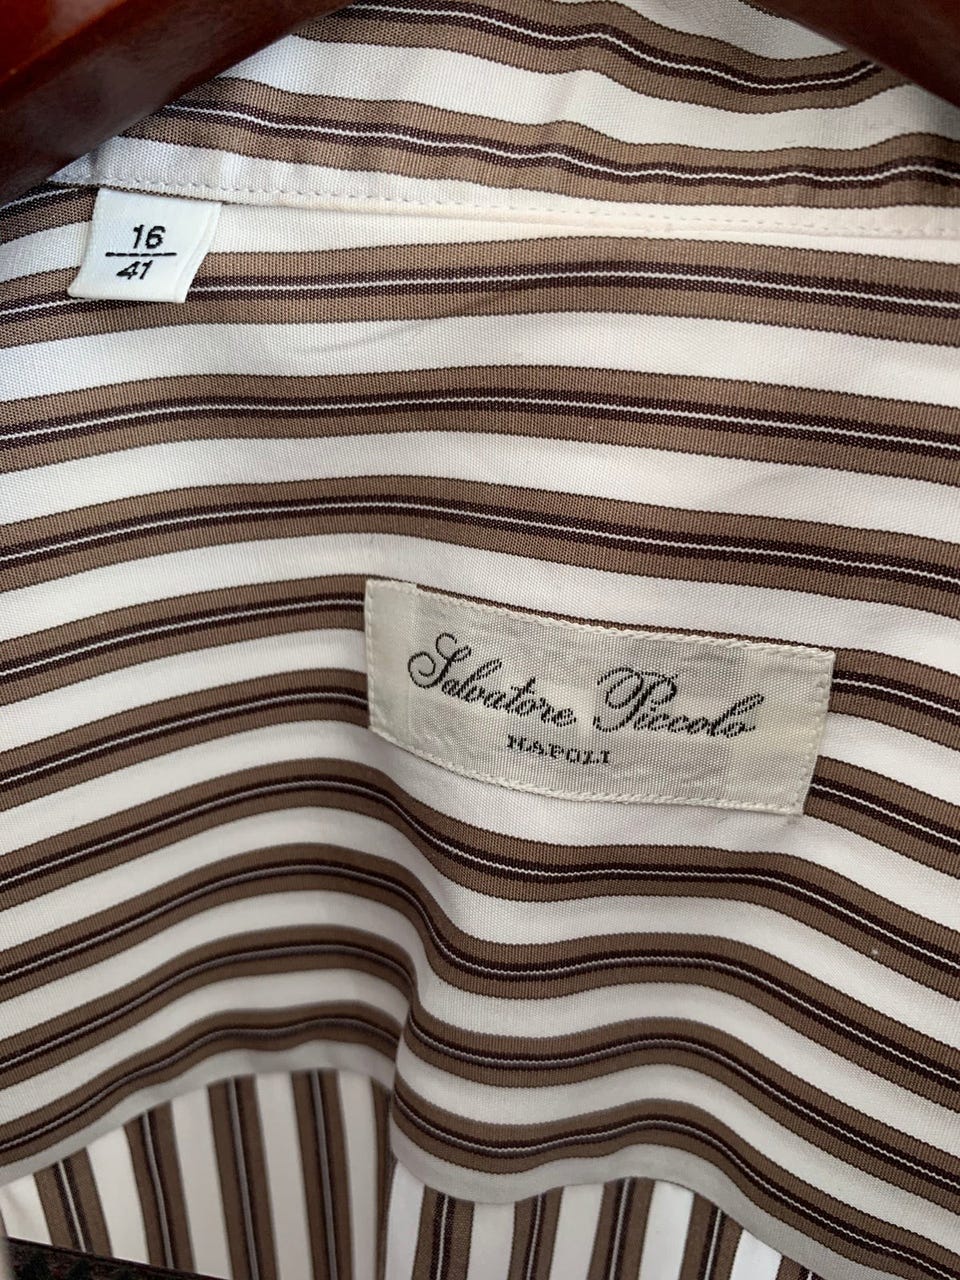 16
41
Salvatore Piccolo
NAPOLI